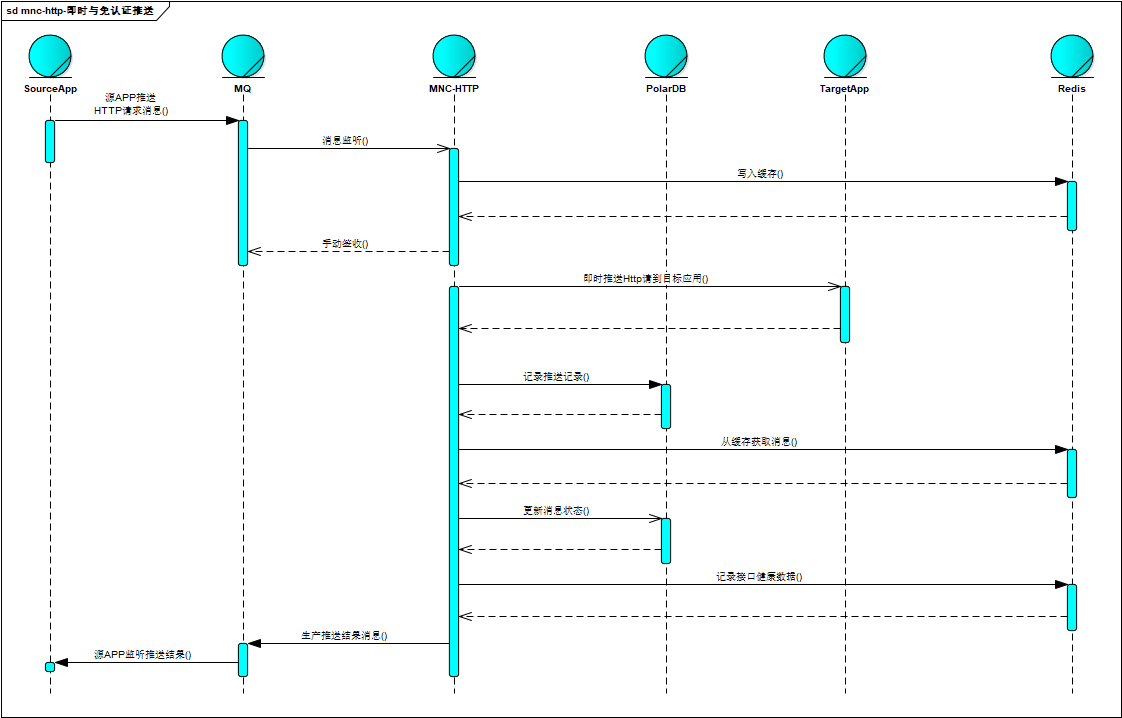 sd mnc-http-即时与免认证推送
SourceApp
MQ
MNC-HTTP
PolarDB
TargetApp
Redis
源APP推送
HTTP请求消息()
消息监听()
写入缓存()
手动签收()
即时推送Http请到目标应用()
记录推送记录()
从缓存获取消息()
更新消息状态()
记录接口健康数据()
生产推送结果消息()
源APP监听推送结果()